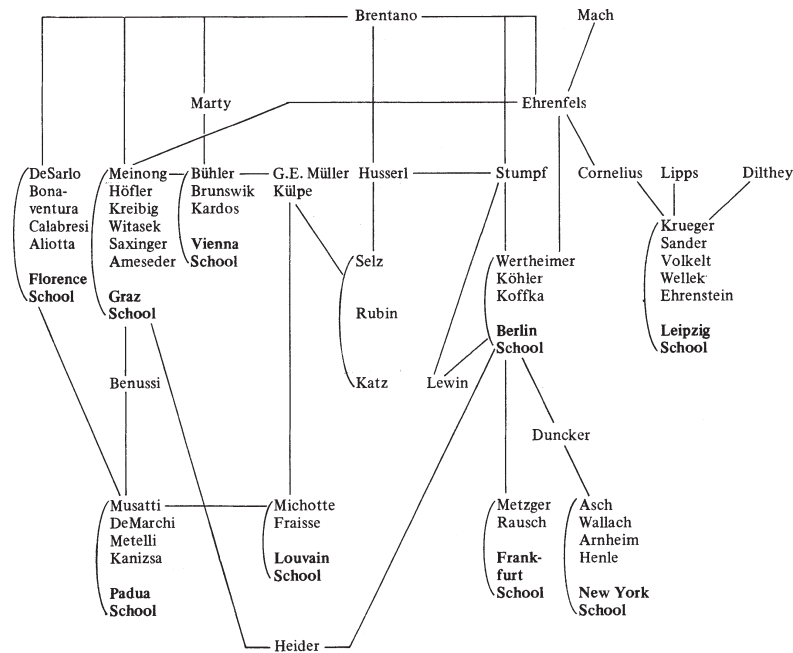 Brentano
Mach
Marty
Ehrenfels
DeSarlo
Bona-
ventura
Calabresi
Aliotta
Florence
School
Meinong
Höfler
Kreibig
Witasek
Saxinger
Ameseder
Graz
School
Bühler
Brunswik
Kardos
Vienna
School
G.E. Müller
Külpe
Husserl
Stumpf
Cornelius
Lipps
Dilthey
Selz
Rubin
Katz
Wertheimer
Köhler
Koffka
Berlin
School
Krueger
Sander
Volkelt
Wellek
Ehrenstein
Leipzig
School
Benussi
Lewin
Duncker
Musatti
DeMarchi
Metelli
Kanizsa
Padua
School
Michotte
Fraisse
Louvain
School
Metzger
Rausch
Frank-
furt
School
Asch
Wallach
Arnheim
Henle
New York
School
Heider